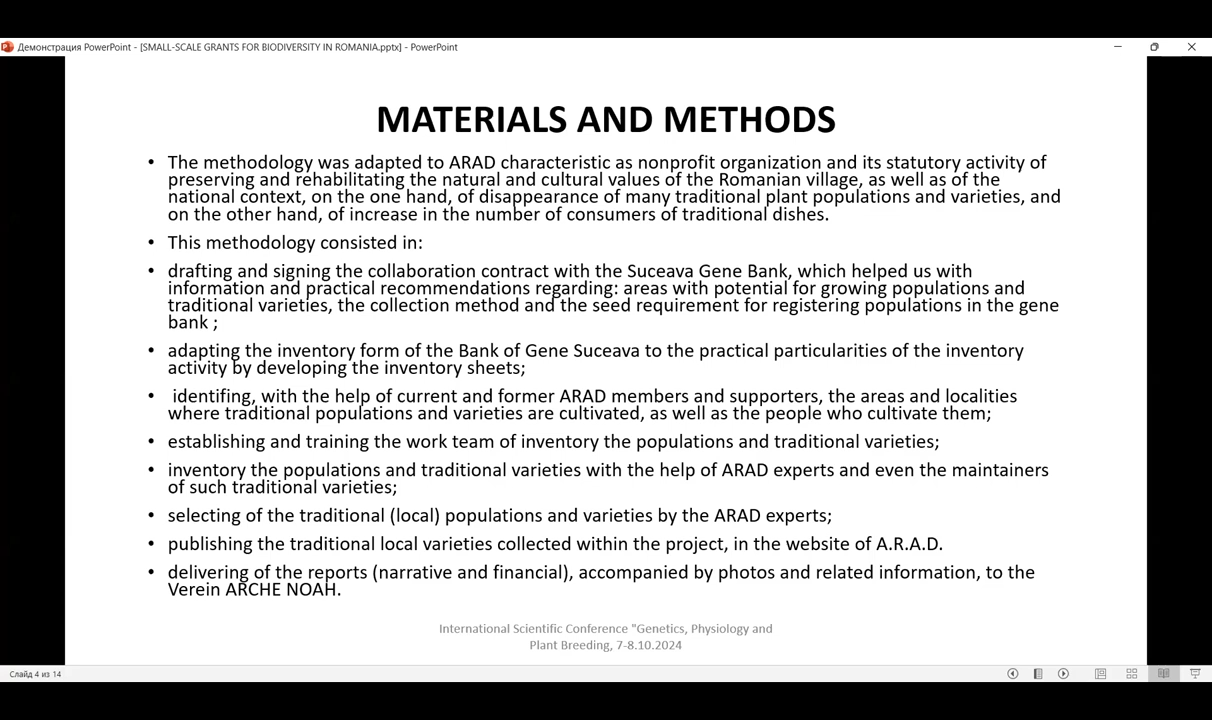 Демонстрация PowerPoint - [SMALL-SCALE GRANTS FOR BIODIVERSITY IN ROMANIA.pptx] - PowerPoint
MATERIALS AND METHODS
• The methodology was adapted to ARAD characteristic as nonprofit organization and its statutory activity of
preserving and rehabilitating the natural and cultural values of the Romanian village, as well as of the
national context, on the one hand, of disappearance of many traditional plant populations and varieties, and
on the other hand, of increase in the number of consumers of traditional dishes.
• This methodology consisted in:
• drafting and signing the collaboration contract with the Suceava Gene Bank, which helped us with
information and practical recommendations regarding: areas with potential for growing populations and
traditional varieties, the collection method and the seed requirement for registering populations in the gene
bank ;
• adapting the inventory form of the Bank of Gene Suceava to the practical particularities of the inventory
activity by developing the inventory sheets;
• identifing, with the help of current and former ARAD members and supporters, the areas and localities
where traditional populations and varieties are cultivated, as well as the people who cultivate them;
• establishing and training the work team of inventory the populations and traditional varieties;
• inventory the populations and traditional varieties with the help of ARAD experts and even the maintainers
of such traditional varieties;
• selecting of the traditional (local) populations and varieties by the ARAD experts;
• publishing the traditional local varieties collected within the project, in the website of A.R.A.D.
• delivering of the reports (narrative and financial), accompanied by photos and related information, to the
Verein ARCHE NOAH.
International Scientific Conference "Genetics, Physiology and
Plant Breeding, 7-8.10.2024
Слайд 4 из 14